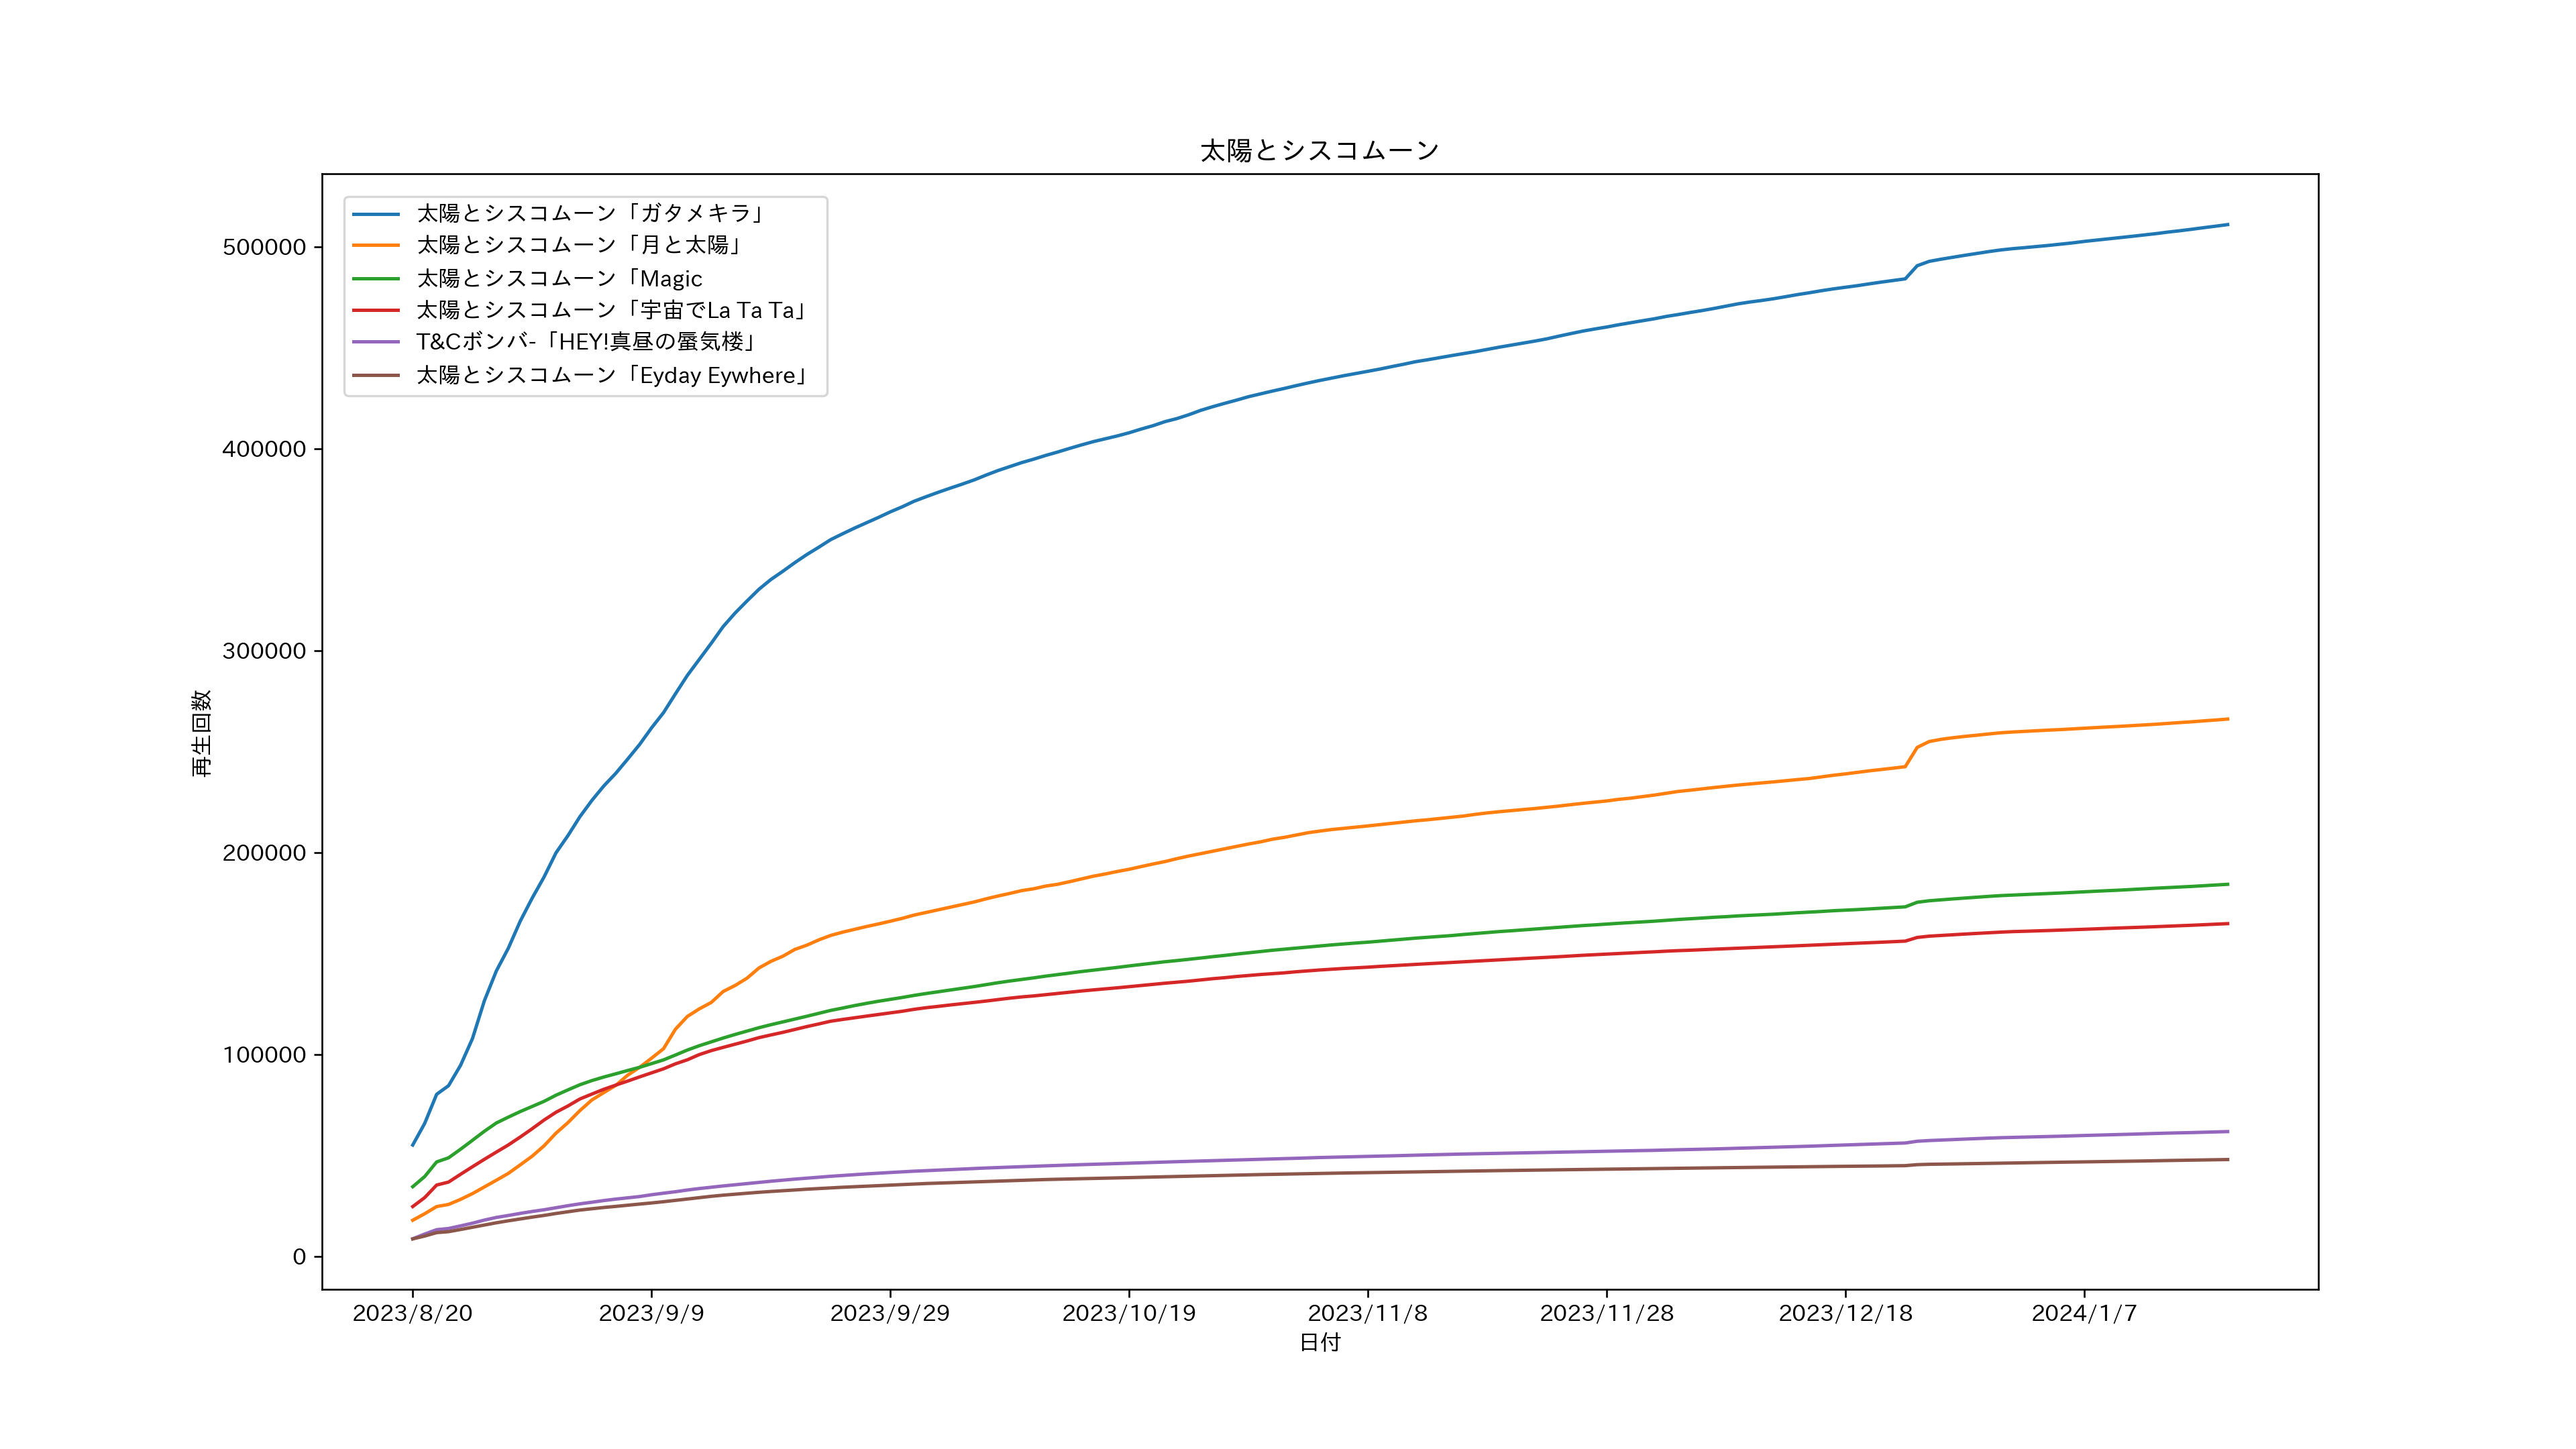 太陽とシスコムーン
太陽とシスコムーン「ガタメキラ」
太陽とシスコムーン「月と太陽」
太陽とシスコムーン「Magic
太陽とシスコムーン「宇宙でLa Ta Ta」
T&Cボンバ-「HEY!真昼の蜃気楼」
太陽とシスコムーン「Eyday Eywhere」
500000
400000
300000
200000
100000
0
再生回数
2023/8/20 2023/9/9 2023/9/29 2023/10/19 2023/11/8 2023/11/28 2023/12/18 2024/1/7
日付